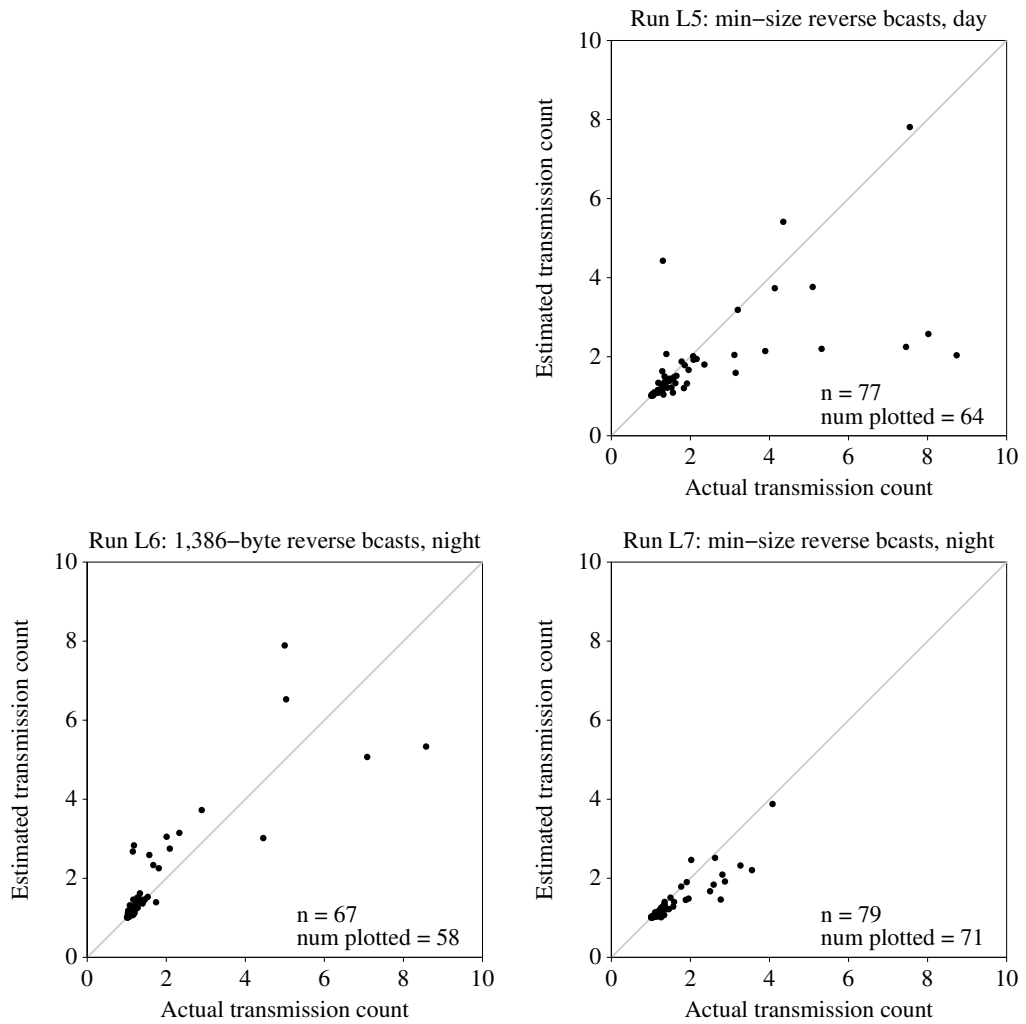 Run L5: min−size reverse bcasts, day
10
8
6
4
2
0
Estimated transmission count
n = 77
num plotted = 64
0 2 4 6 8 10
Actual transmission count
Run L6: 1,386−byte reverse bcasts, night
10
8
6
4
2
0
Estimated transmission count
n = 67
num plotted = 58
0 2 4 6 8 10
Actual transmission count
Run L7: min−size reverse bcasts, night
10
8
6
4
2
0
Estimated transmission count
n = 79
num plotted = 71
0 2 4 6 8 10
Actual transmission count